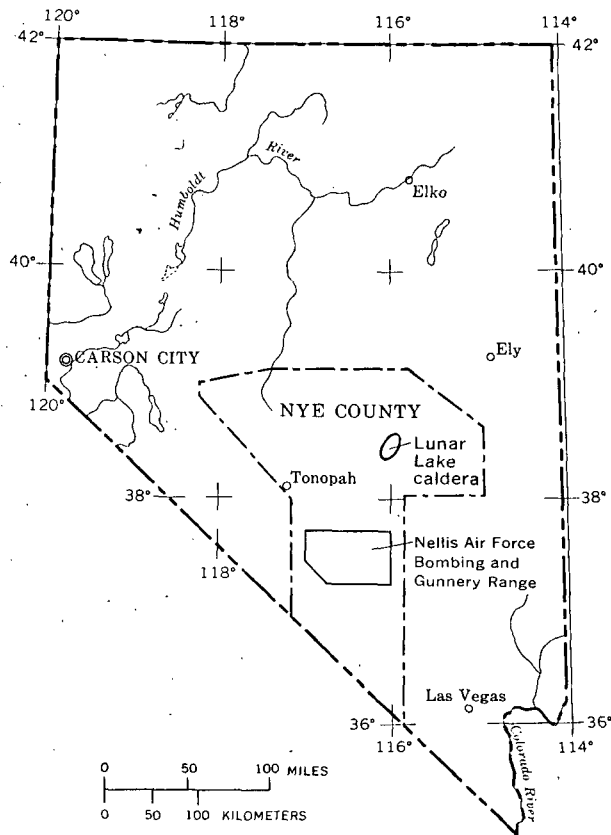 120°
118°
116°
114°
42°
42°
River
Humboldt
Elko
40°
40°
Ely
CARSON CITY
120°
NYE COUNTY
Lunar
Lake
caldera
Tonopah
38°
38°
118°
Nellis Air Force
Bombing and
Gunnery Range
Las Vegas
36°
36°
116°
114°
Colorado River
0 50 100 MILES
0 50 100 KILOMETERS